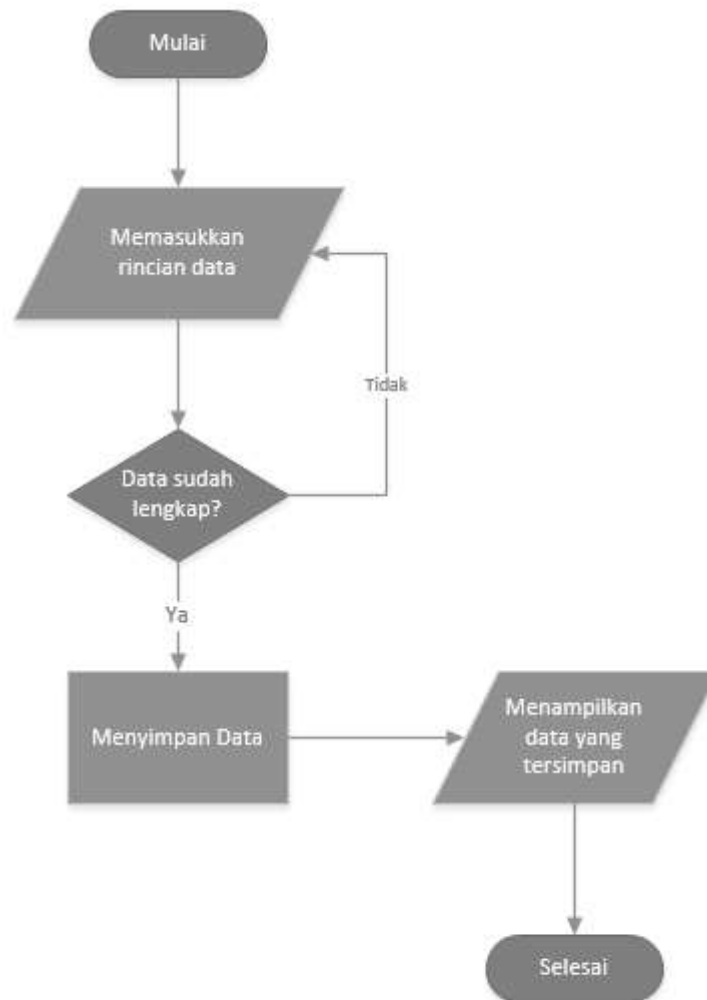 Mulai
Memasukkan
rincian data
Tidak
Data sudah
lengkap?
Ya
Menyimpan Data
Menampilkan
data yang
tersimpan
Selesai